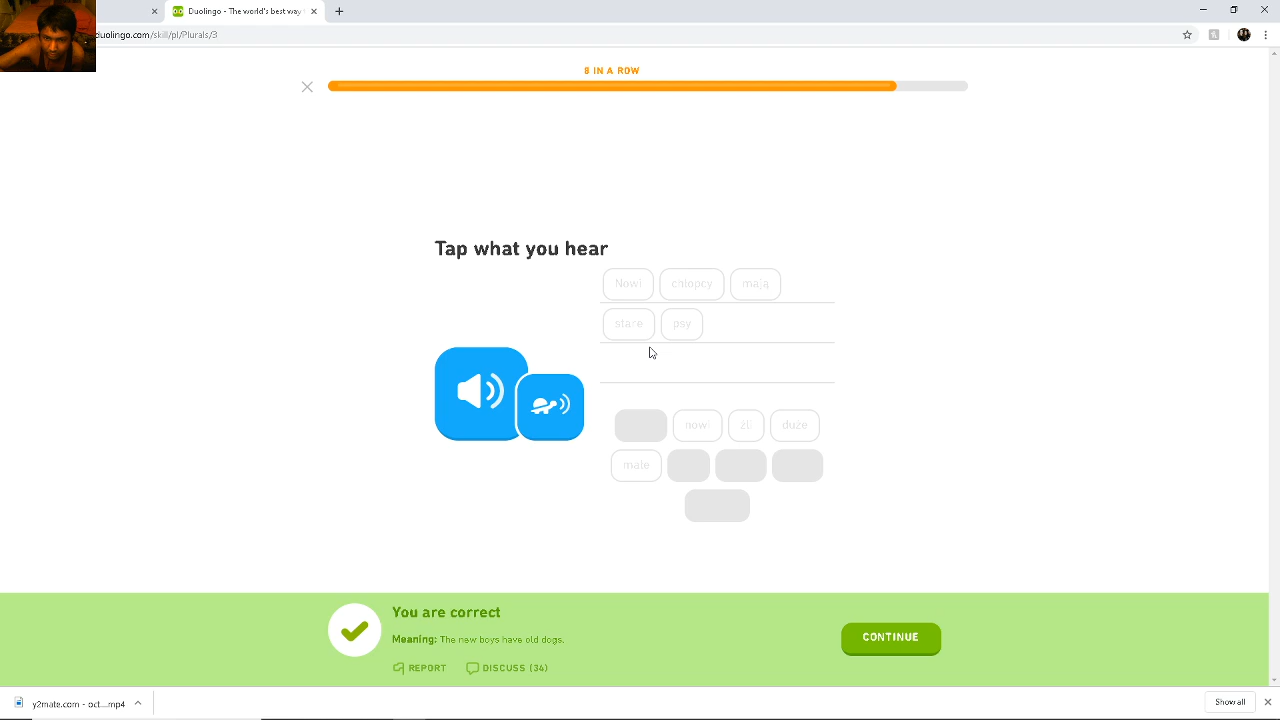 Duolingo - The world's best way t
duolingo.com/skill/pl/Plurals/3
8 IN A ROW
Tap what you hear
Nowi chłopcy mają
stare psy
nowi 20 duże
małe
You are correct
Meaning: The new boys have old dogs.
REPORT DISCUSS (34)
CONTINUE
y2mate.com - oct....mp4
Show all